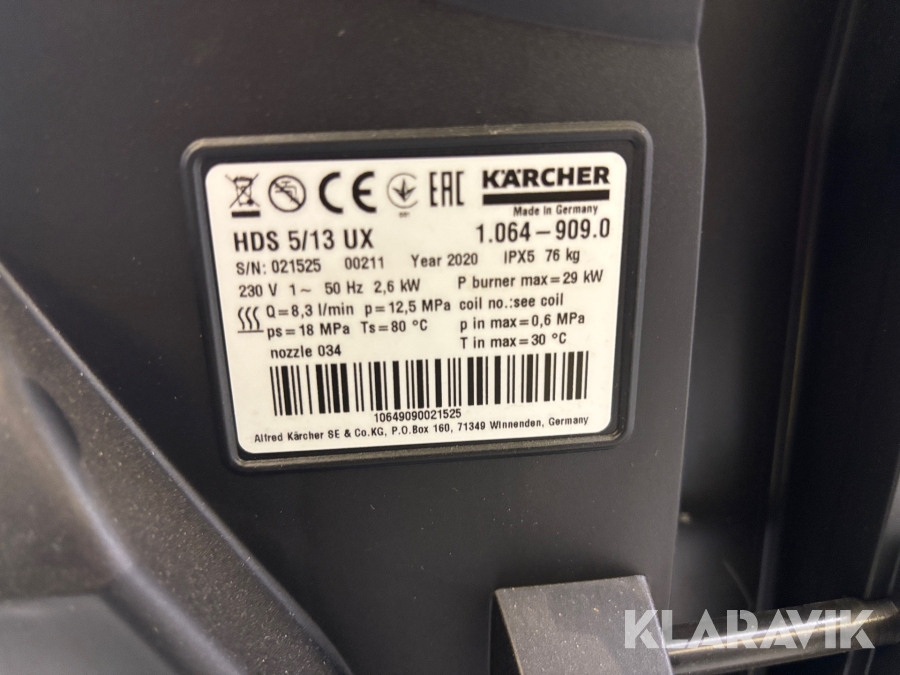 CE EAC KÄRCHER
Made in Germany
HDS 5/13 UX 1.064-909.0
S/N: 021525 00211 Year 2020 IPX5 76 kg
230 V 1~ 50 Hz 2,6 kW P burner max=29 kW
Q=8,3 l/min p=12,5 MPa coil no.:see coil
ps=18 MPa Ts=80 °C p in max=0,6 MPa
nozzle 034 T in max=30 °C
10649090021525
Alfred Kärcher SE & Co.KG, P.O.Box 160, 71349 Winnenden, Germany
KLARAVIK